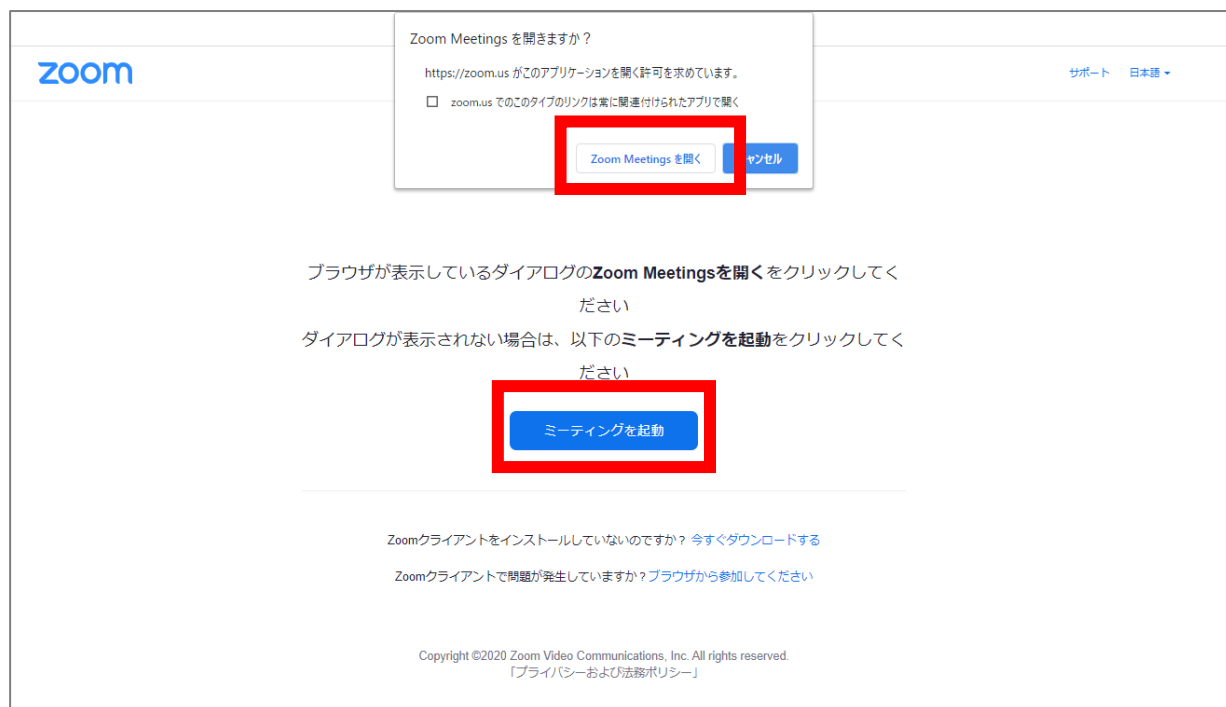 Zoom Meetings を開きますか？
https://zoom.us がこのアプリケーションを開く許可を求めています。
zoom.us でのこのタイプのリンクは常に関連付けられたアプリで開く
Zoom Meetings を開く
ャンセル
zoom
サポート 日本語
ブラウザが表示しているダイアログのZoom Meetingsを開くをクリックしてく
ださい
ダイアログが表示されない場合は、以下のミーティングを起動をクリックしてく
ださい
ミーティングを起動
Zoomクライアントをインストールしていないのですか？ 今すぐダウンロードする
Zoomクライアントで問題が発生していますか？ブラウザから参加してください
Copyright ©2020 Zoom Video Communications, Inc. All rights reserved.
「プライバシーおよび法務ポリシー」